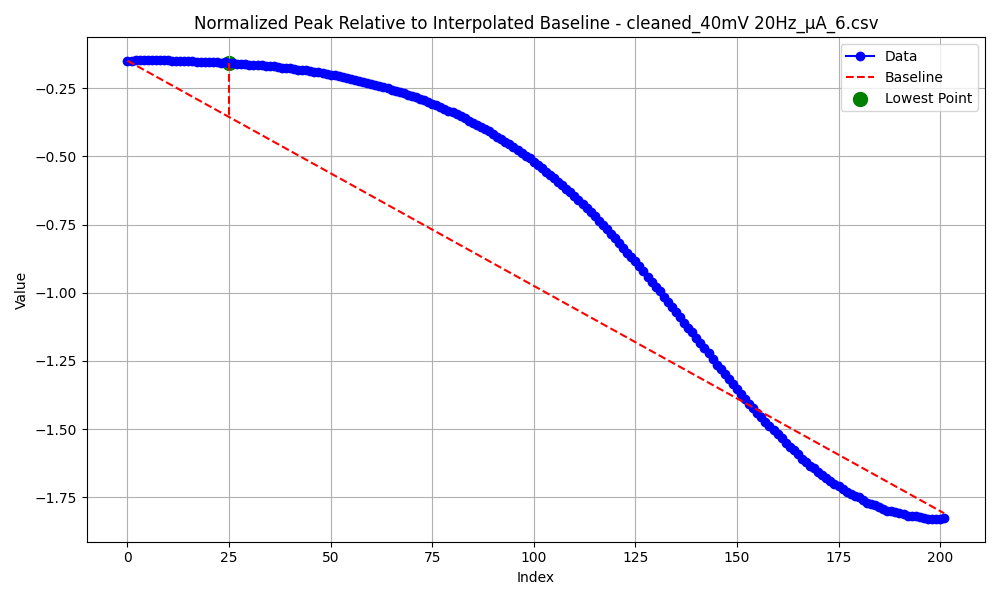 Normalized Peak Relative to Interpolated Baseline - cleaned_40mV 20Hz_μA_6.csv
Data
Baseline
Lowest Point
−0.25
−0.50
−0.75
−1.00
−1.25
−1.50
−1.75
Value
0
25
50
75
100
125
150
175
200
Index